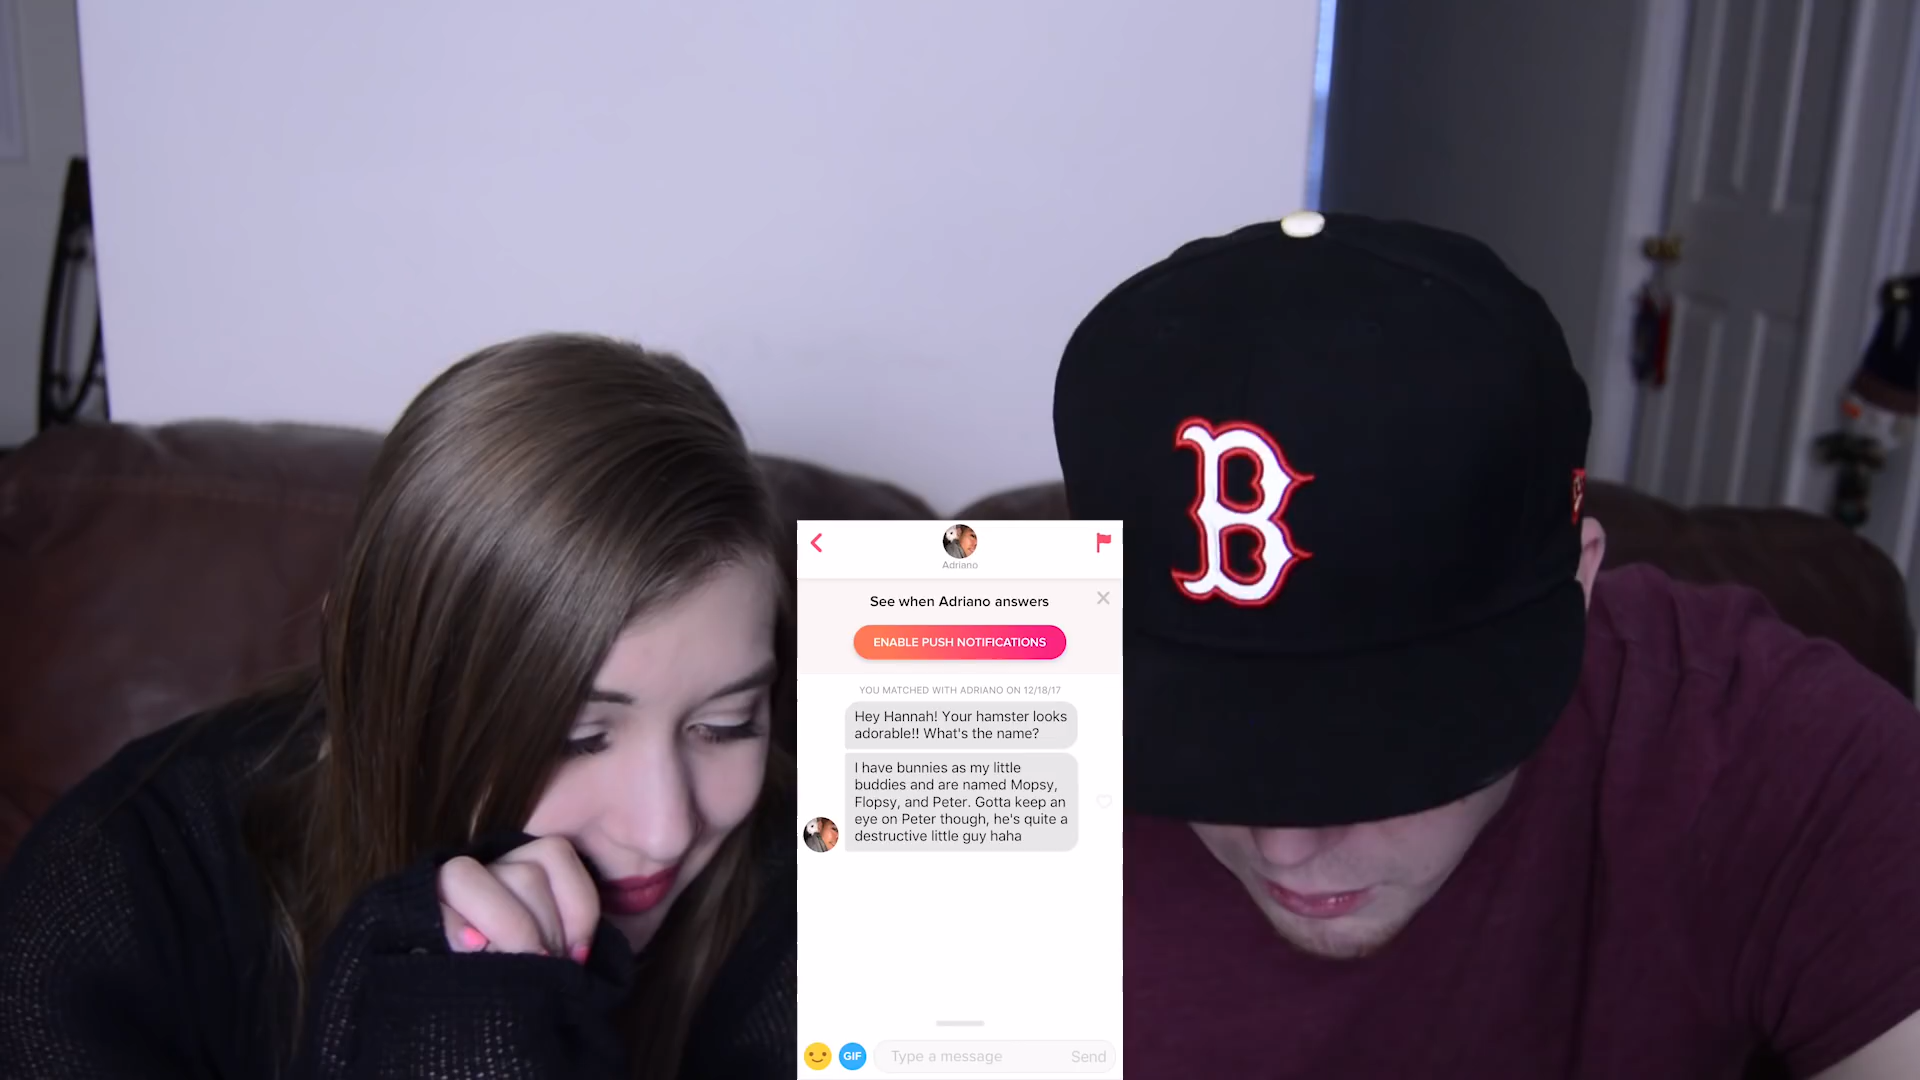 B
Adriano
See when Adriano answers
ENABLE PUSH NOTIFICATIONS
YOU MATCHED WITH ADRIANO ON 12/18/17
Hey Hannah! Your hamster looks
adorable!! What's the name?
I have bunnies as my little
buddies and are named Mopsy,
Flopsy, and Peter. Gotta keep an
eye on Peter though, he's quite a
destructive little guy haha
GIF
Type a message
Send